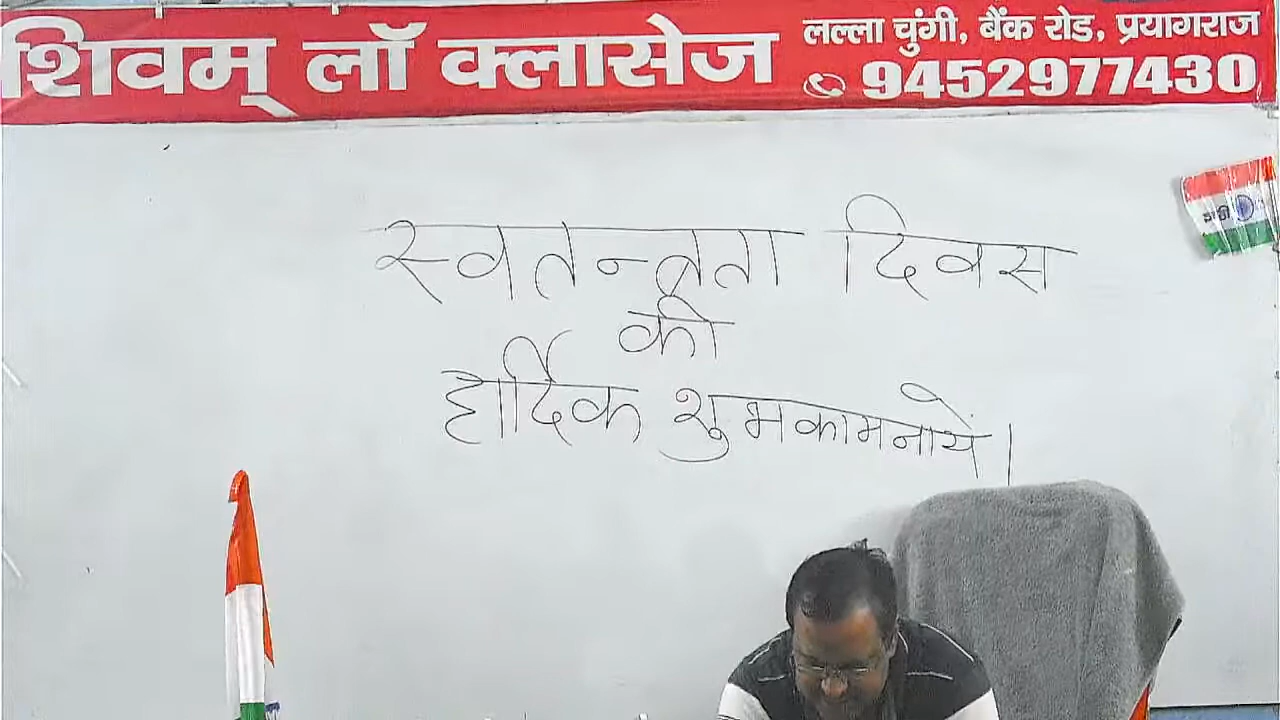 शिवम् लॉ क्लासेज
लल्ला चुंगी, बैंक रोड, प्रयागराज
9452977430
स्वतन्त्रता दिवस
की
हार्दिक शुभकामनायें।